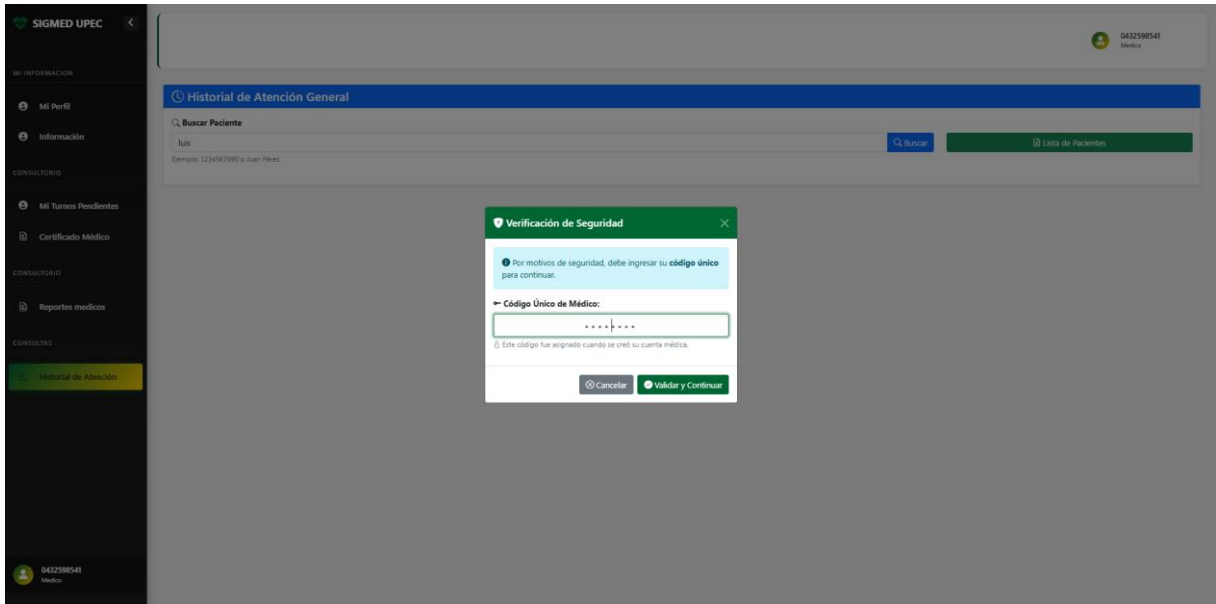 SIGMED UPEC
MI INFORMACION
Mi Perfil
Información
CONSULTORIO
Mi Turnos Pendientes
Certificado Médico
CONSULTORIO
Reportes medicos
CONSULTAS
Historial de Atención
0432598541
Medico
0432598541
Medico
Historial de Atención General
Buscar Paciente
luis
Buscar
Lista de Pacientes
Ejemplo: 1234567890 o Juan Pérez
Verificación de Seguridad
Por motivos de seguridad, debe ingresar su código único
para continuar.
Código Único de Médico:
Este código fue asignado cuando se creó su cuenta médica.
Cancelar
Validar y Continuar